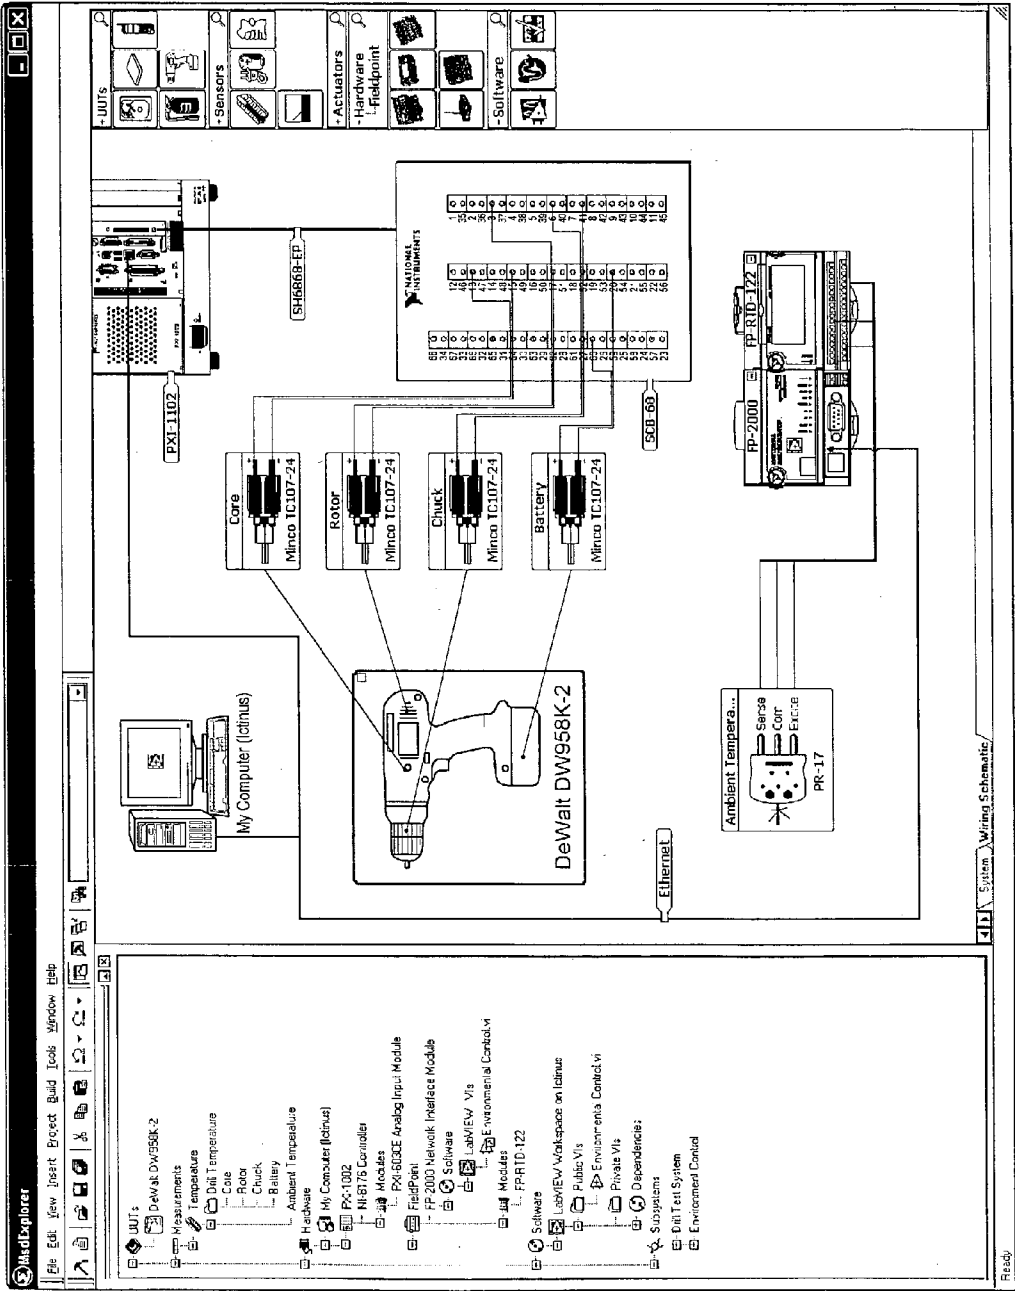 MsdExplorer
File Edit View Insert Project Build Tools Window Help
UUTs
DeWalt DW958K-2
Measurements
Temperature
Drill Temperature
Core
Rotor
Chuck
Battery
Ambient Temperature
Hardware
My Computer (Ictinus)
PXI-1002
NI-8176 Controller
Modules
PXI-603CE Analog Input Module
FieldPoint
FP-2000 Network Interface Module
Software
LabVIEW VIs
Environmental Control.vi
Modules
FP-RTD-122
Software
LabVIEW Workspace on Ictinus
Public VIs
Environmental Control.vi
Private VIs
Dependencies
Subsystems
Drill Test System
Environment Control
My Computer (Ictinus)
PXI-1102
SH6868-EP
NATIONAL
INSTRUMENTS
SCB-68
Core
Minco TC107-24
Rotor
Minco TC107-24
Chuck
Minco TC107-24
Battery
Minco TC107-24
DeWalt DW958K-2
Ethernet
Ambient Tempera...
Sense
Com
Excite
PR-17
FP-2000
FP-RTD-122
UUTs
Sensors
Actuators
Hardware
Fieldpoint
Software
System
Wiring Schematic
Ready